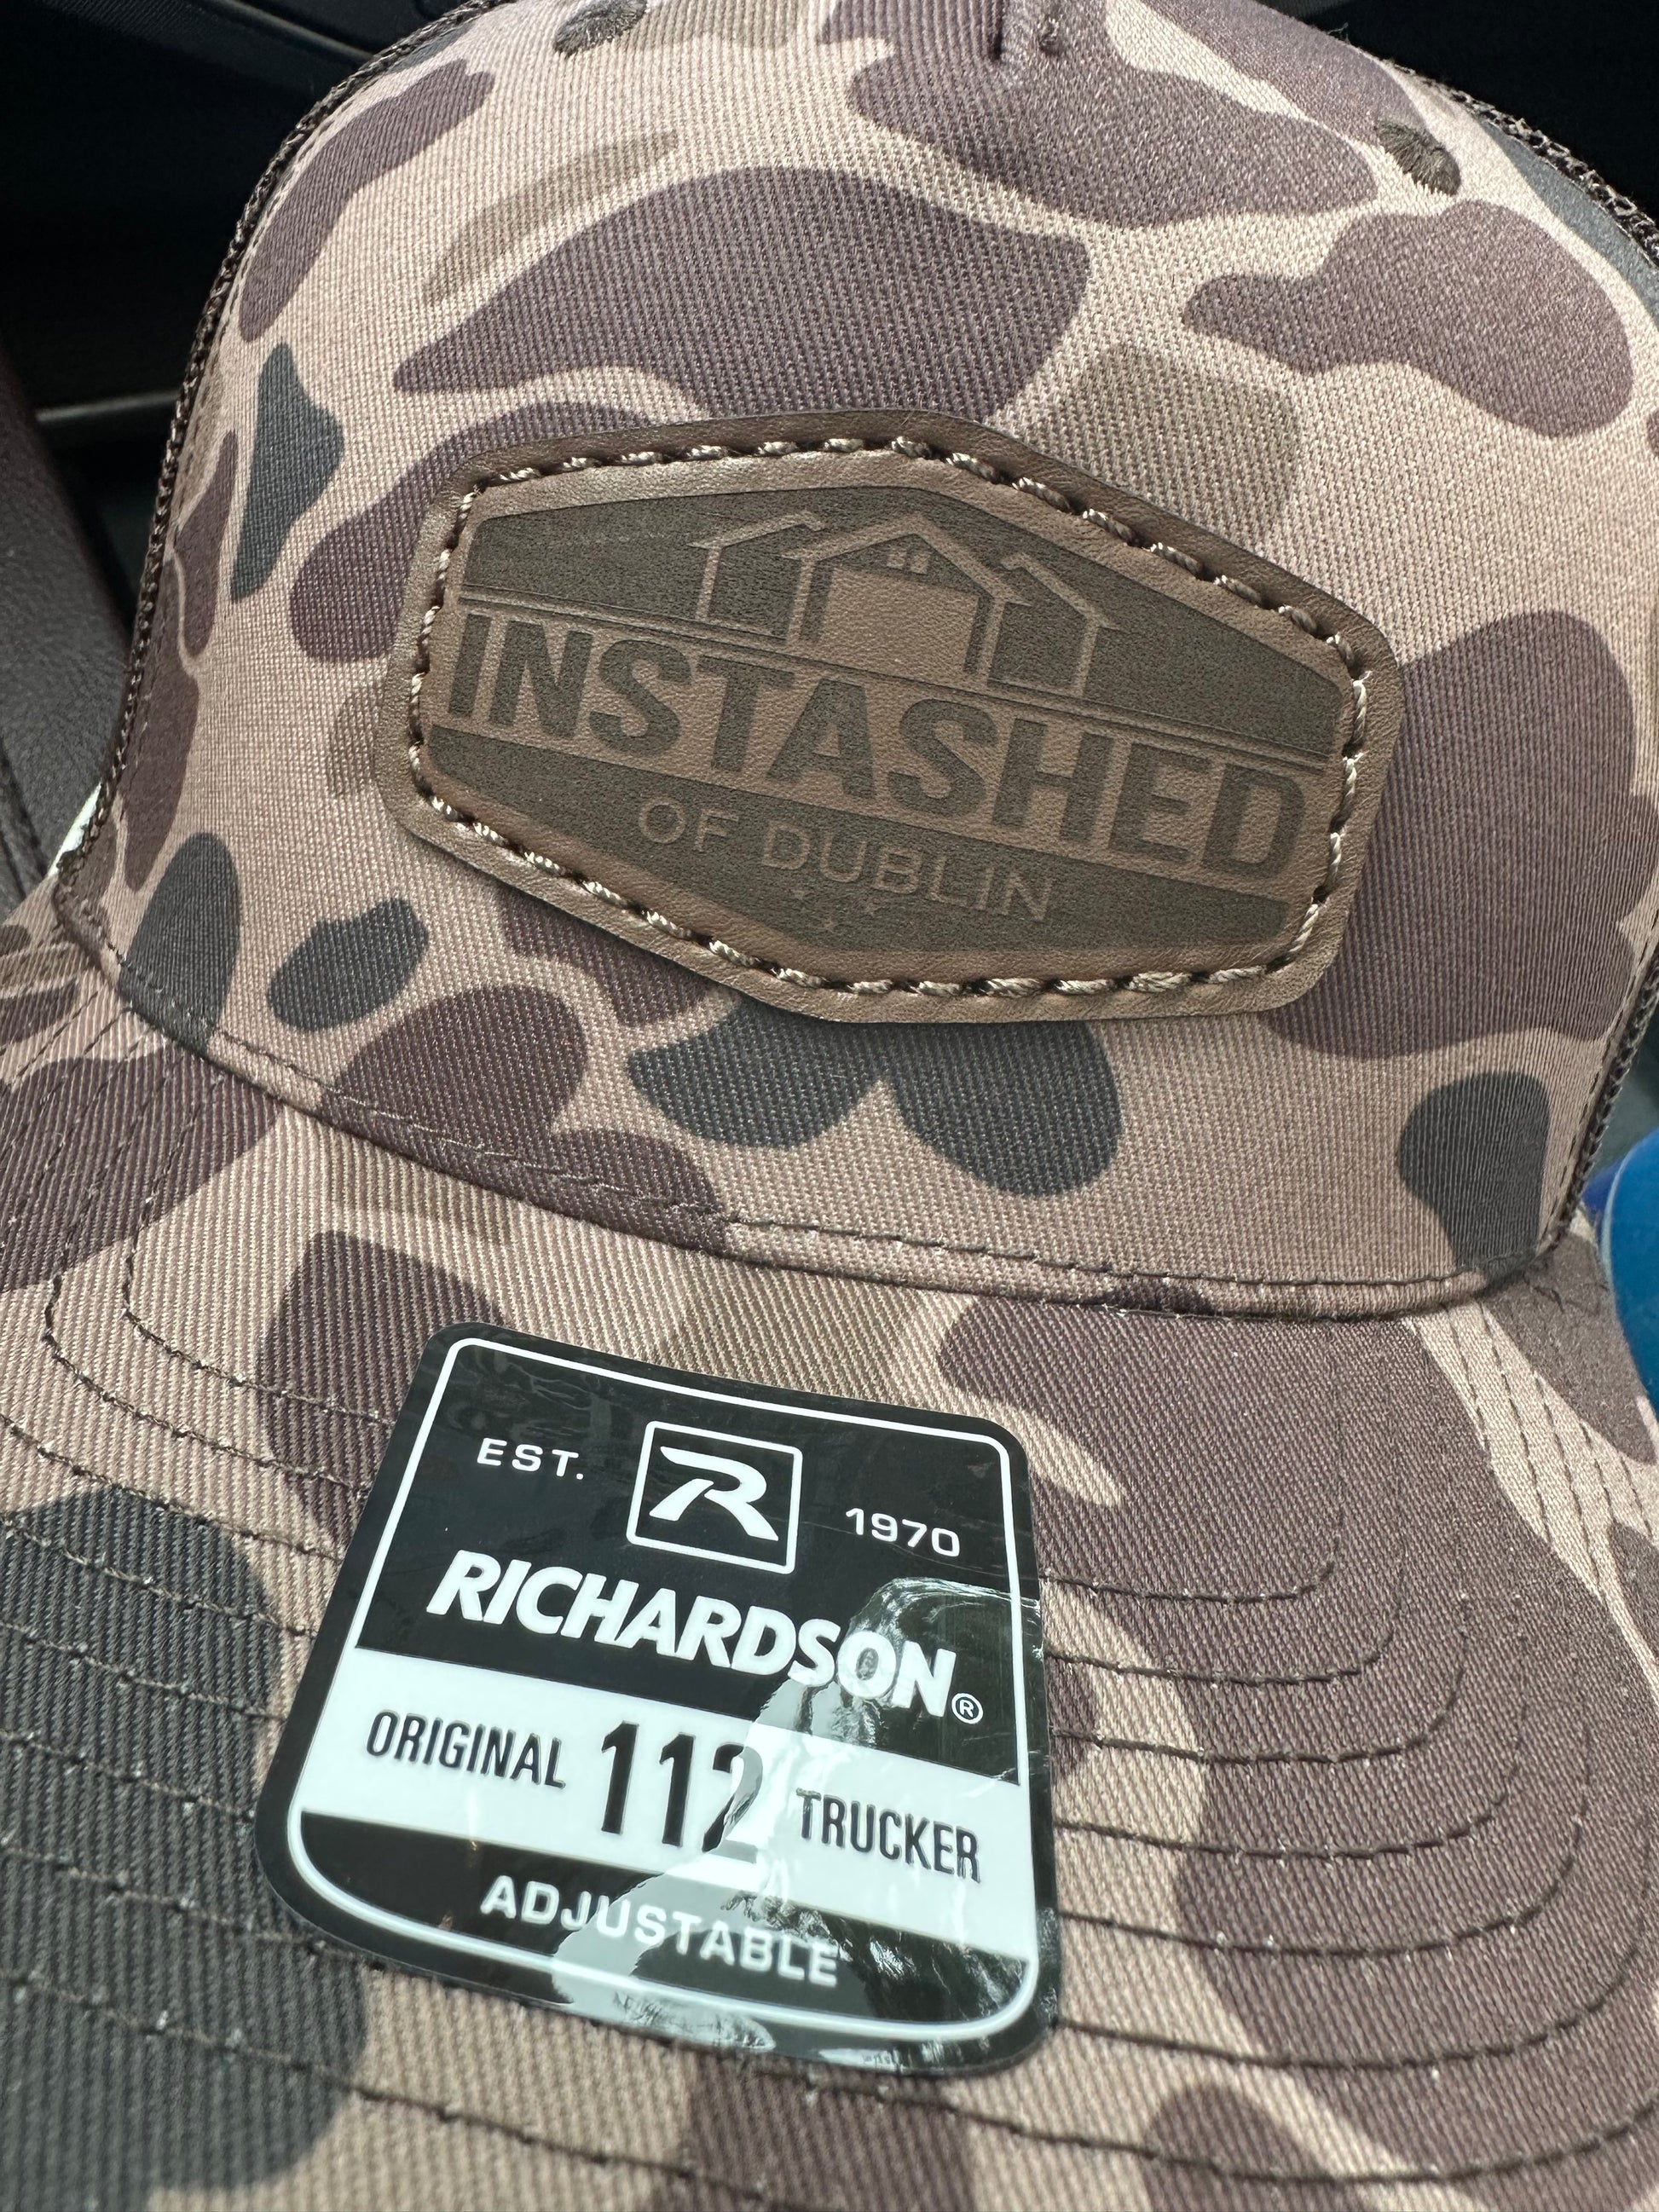 INSTASHED
OF DUBLIN
EST. R 1970
RICHARDSON®
ORIGINAL 112 TRUCKER
ADJUSTABLE